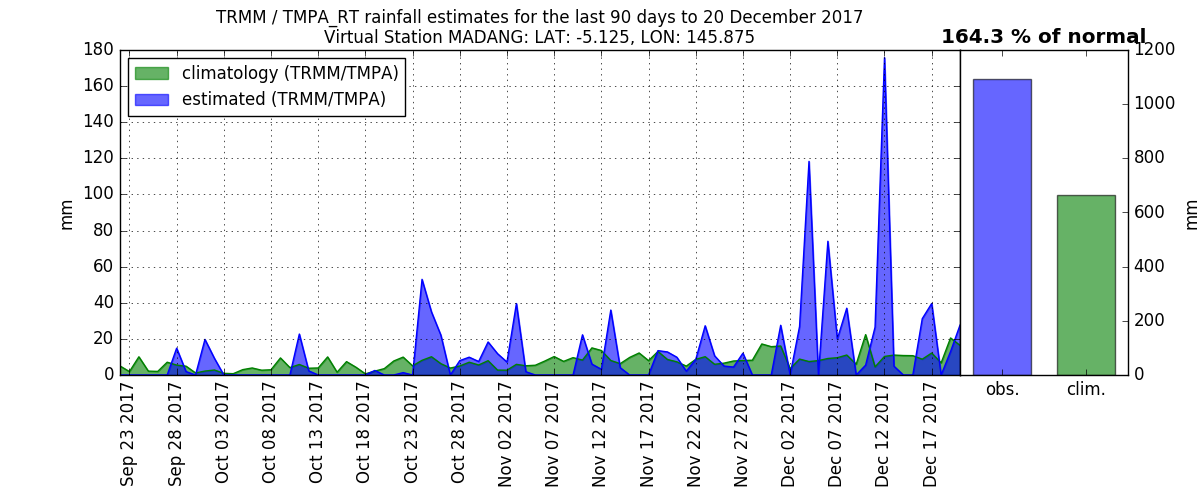 TRMM / TMPA_RT rainfall estimates for the last 90 days to 20 December 2017
Virtual Station MADANG: LAT: -5.125, LON: 145.875
164.3 % of normal
climatology (TRMM/TMPA)
estimated (TRMM/TMPA)
180
160
140
120
100
80
60
40
20
0
mm
1200
1000
800
600
400
200
0
mm
Sep 23 2017
Sep 28 2017
Oct 03 2017
Oct 08 2017
Oct 13 2017
Oct 18 2017
Oct 23 2017
Oct 28 2017
Nov 02 2017
Nov 07 2017
Nov 12 2017
Nov 17 2017
Nov 22 2017
Nov 27 2017
Dec 02 2017
Dec 07 2017
Dec 12 2017
Dec 17 2017
obs.
clim.